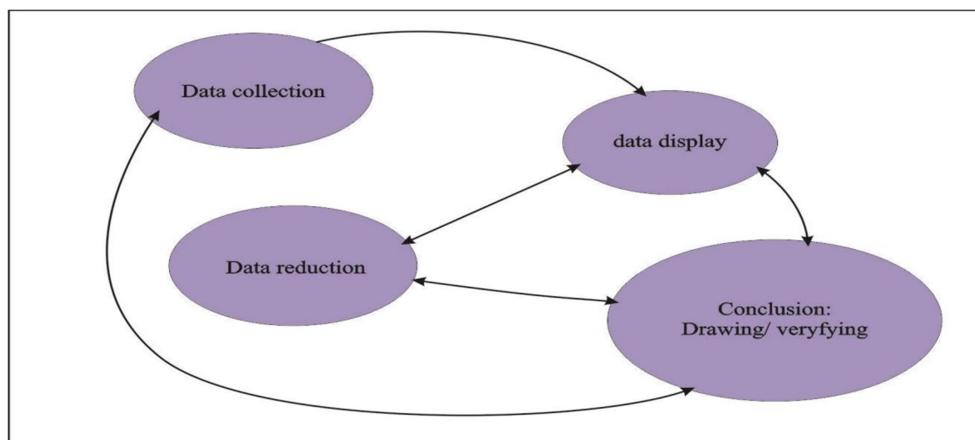 Data collection
data display
Data reduction
Conclusion:
Drawing/ veryfying